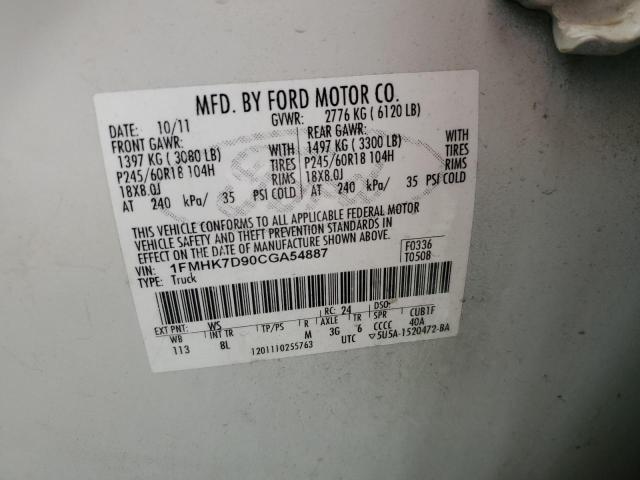 MFD. BY FORD MOTOR CO.
DATE: 10/11 GVWR: 2776 KG ( 6120 LB)
FRONT GAWR: REAR GAWR:
1397 KG ( 3080 LB) WITH 1497 KG ( 3300 LB) WITH
P245/60R18 104H TIRES P245/60R18 104H TIRES
18X8.0J RIMS 18X8.0J RIMS
AT 240 kPa/ 35 PSI COLD AT 240 kPa/ 35 PSI COLD
THIS VEHICLE CONFORMS TO ALL APPLICABLE FEDERAL MOTOR
VEHICLE SAFETY AND THEFT PREVENTION STANDARDS IN
EFFECT ON THE DATE OF MANUFACTURE SHOWN ABOVE.
VIN: 1FMHK7D90CGA54887 F0336
TYPE: Truck T0508
EXT PNT: WS RC: 24 DSO:
WB INT TR TP/PS R AXLE TR SPR CUB1F
113 BL M 3G 6 CCCC 40A
1201110255763 UTC ▽5U5A-1520472-BA